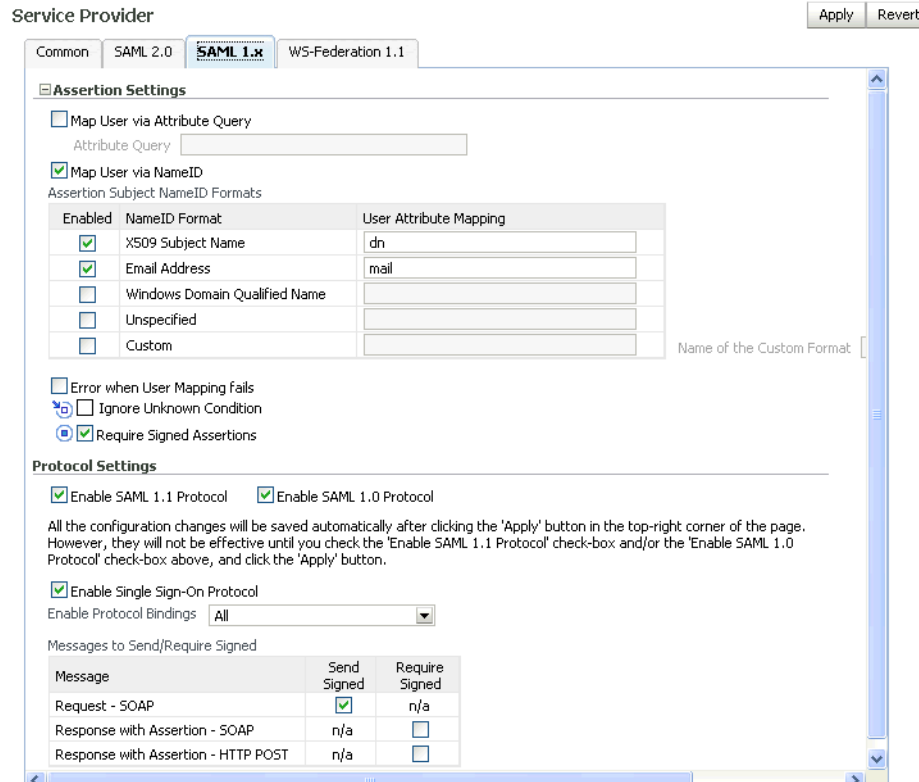 Service Provider
Apply Revert
Common SAML 2.0 SAML 1.x WS-Federation 1.1
Assertion Settings
Map User via Attribute Query
Attribute Query
Map User via NameID
Assertion Subject NameID Formats
Enabled NameID Format User Attribute Mapping
X509 Subject Name dn
Email Address mail
Windows Domain Qualified Name
Unspecified
Custom Name of the Custom Format
Error when User Mapping fails
Ignore Unknown Condition
Require Signed Assertions
Protocol Settings
Enable SAML 1.1 Protocol Enable SAML 1.0 Protocol
All the configuration changes will be saved automatically after clicking the 'Apply' button in the top-right corner of the page.
However, they will not be effective until you check the 'Enable SAML 1.1 Protocol' check-box and/or the 'Enable SAML 1.0
Protocol' check-box above, and click the 'Apply' button.
Enable Single Sign-On Protocol
Enable Protocol Bindings All
Messages to Send/Require Signed
Message Send Signed Require Signed
Request - SOAP n/a
Response with Assertion - SOAP n/a
Response with Assertion - HTTP POST n/a